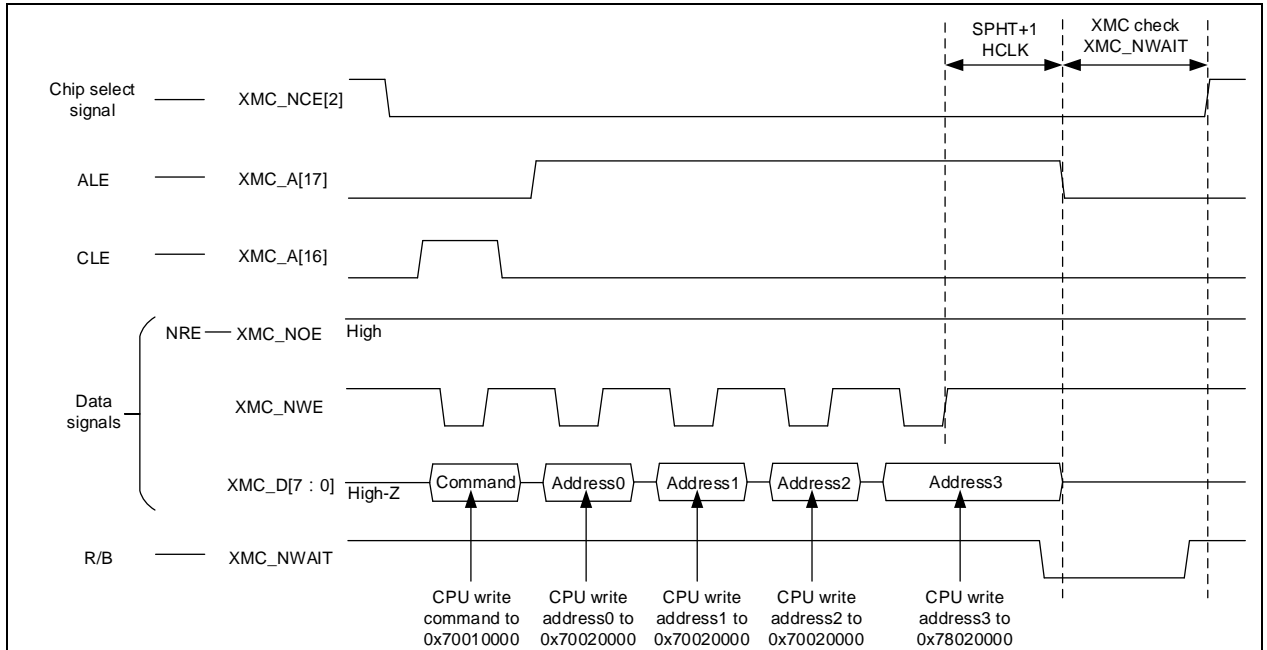 SPHT+1
HCLK
XMC check
XMC_NWAIT
Chip select
signal
XMC_NCE[2]
ALE
XMC_A[17]
CLE
XMC_A[16]
NRE
XMC_NOE
High
Data
signals
XMC_NWE
XMC_D[7 : 0]
High-Z
Command
Address0
Address1
Address2
Address3
R/B
XMC_NWAIT
CPU write
command to
0x70010000
CPU write
address0 to
0x70020000
CPU write
address1 to
0x70020000
CPU write
address2 to
0x70020000
CPU write
address3 to
0x78020000